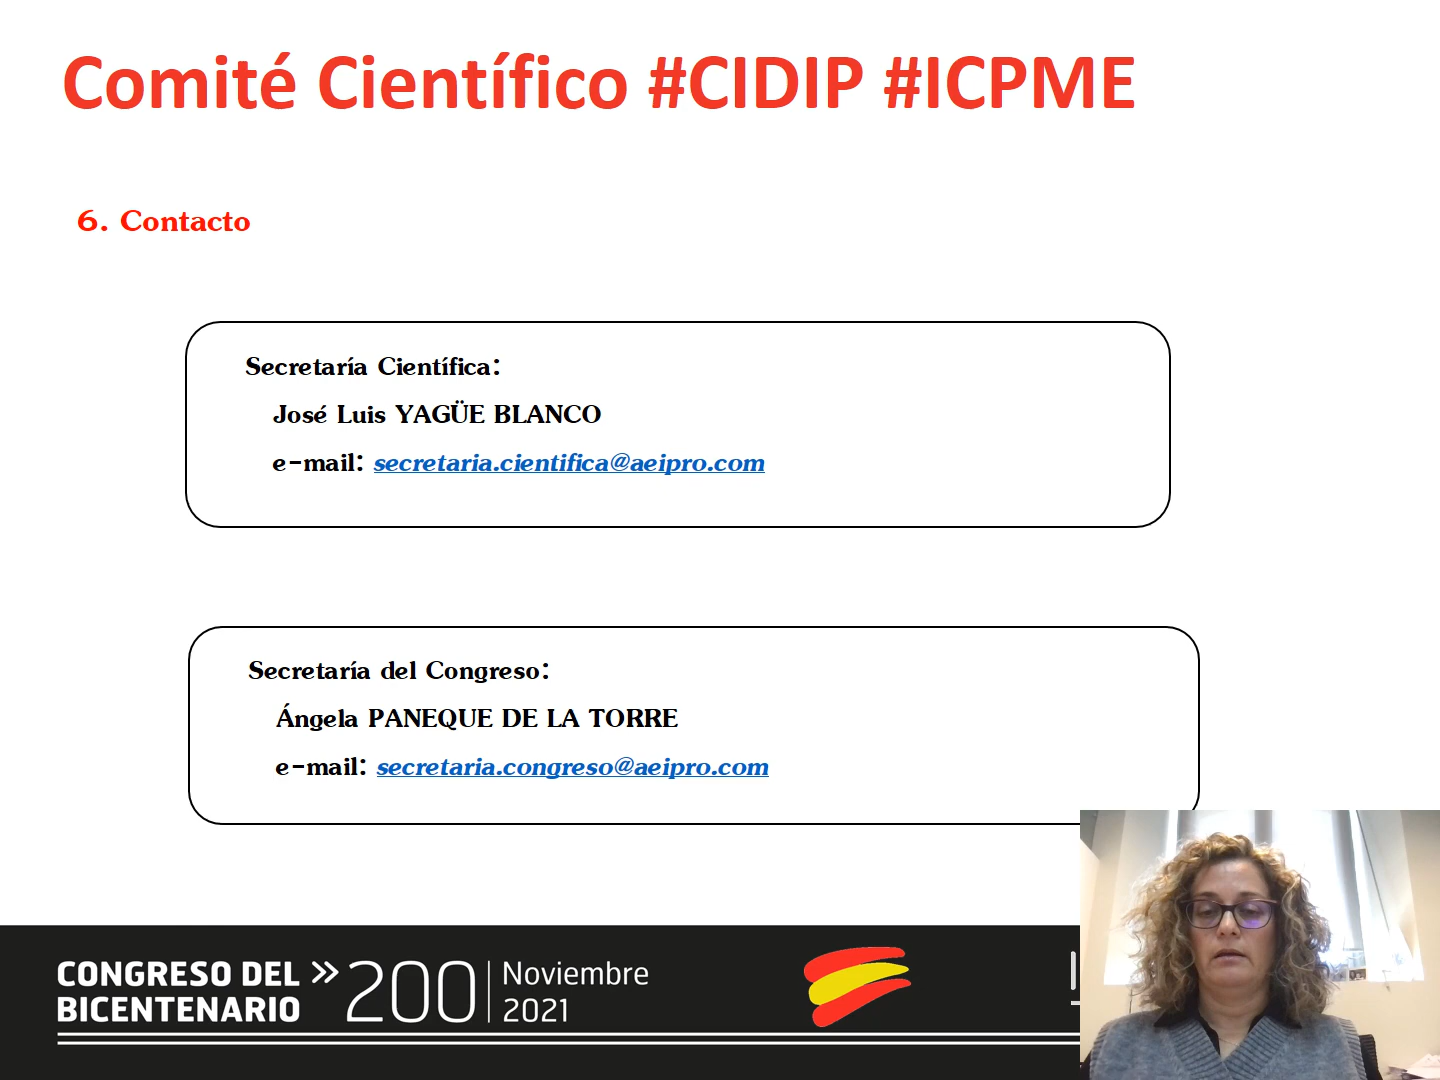 Comité Científico #CIDIP #ICPME
6. Contacto
Secretaría Científica:
José Luis YAGÜE BLANCO
e-mail: secretaria.cientifica@aeipro.com
Secretaría del Congreso:
Ángela PANEQUE DE LA TORRE
e-mail: secretaria.congreso@aeipro.com
CONGRESO DEL
BICENTENARIO
» 200
Noviembre
2021